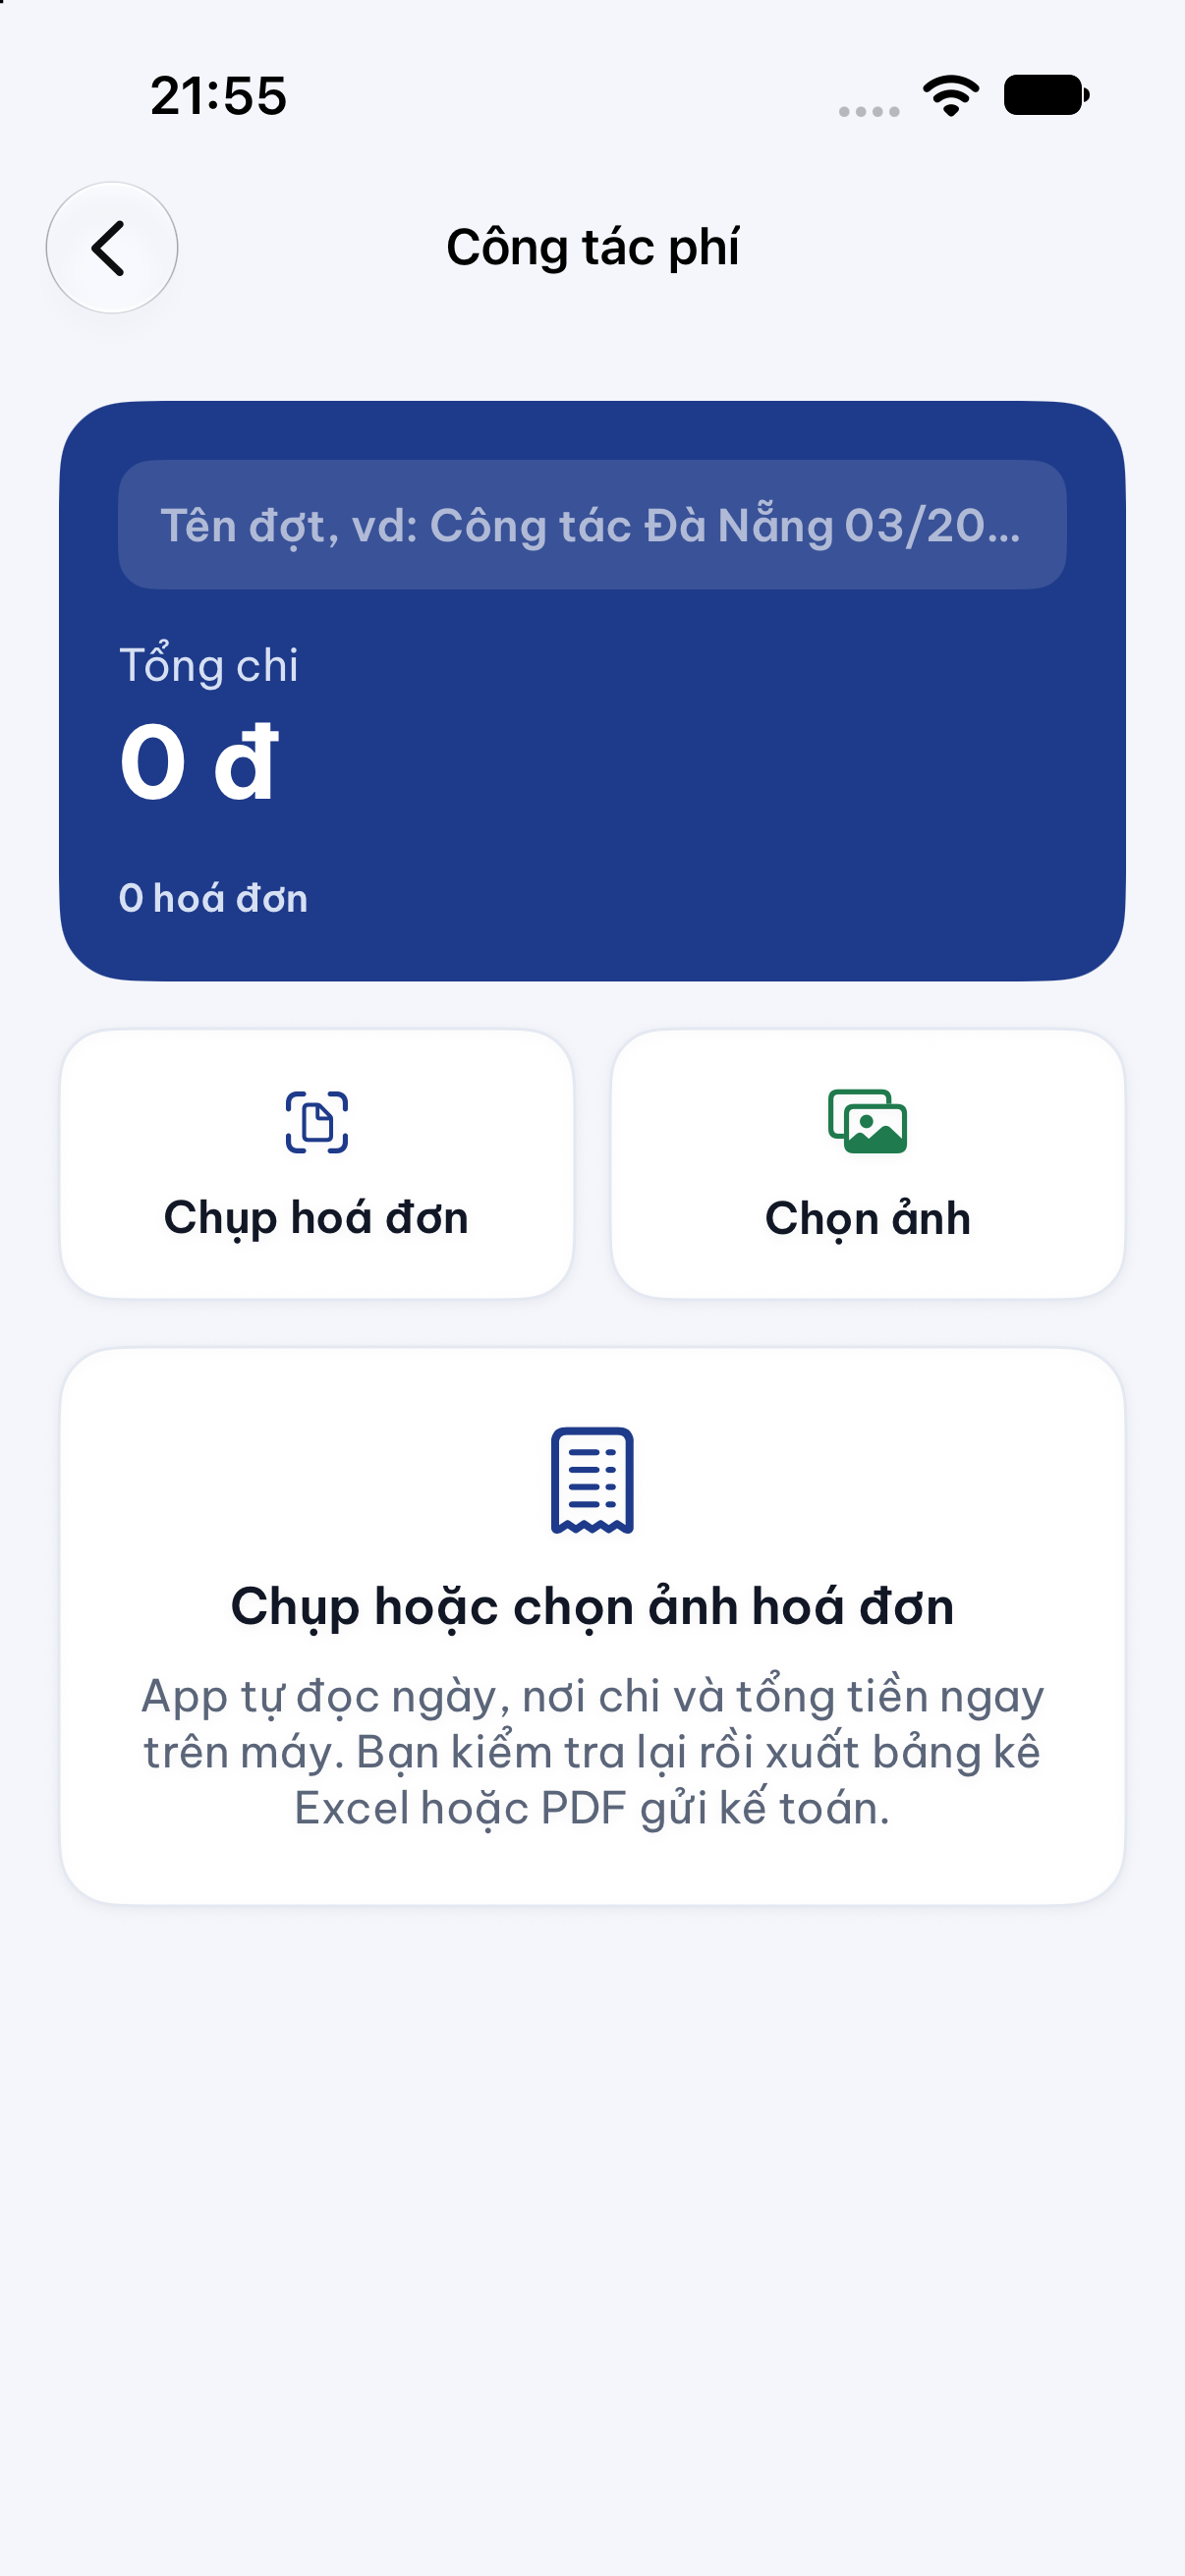 21:55
Công tác phí
Tên đợt, vd: Công tác Đà Nẵng 03/20...
Tổng chi
0 đ
0 hoá đơn
Chụp hoá đơn
Chọn ảnh
Chụp hoặc chọn ảnh hoá đơn
App tự đọc ngày, nơi chi và tổng tiền ngay
trên máy. Bạn kiểm tra lại rồi xuất bảng kê
Excel hoặc PDF gửi kế toán.